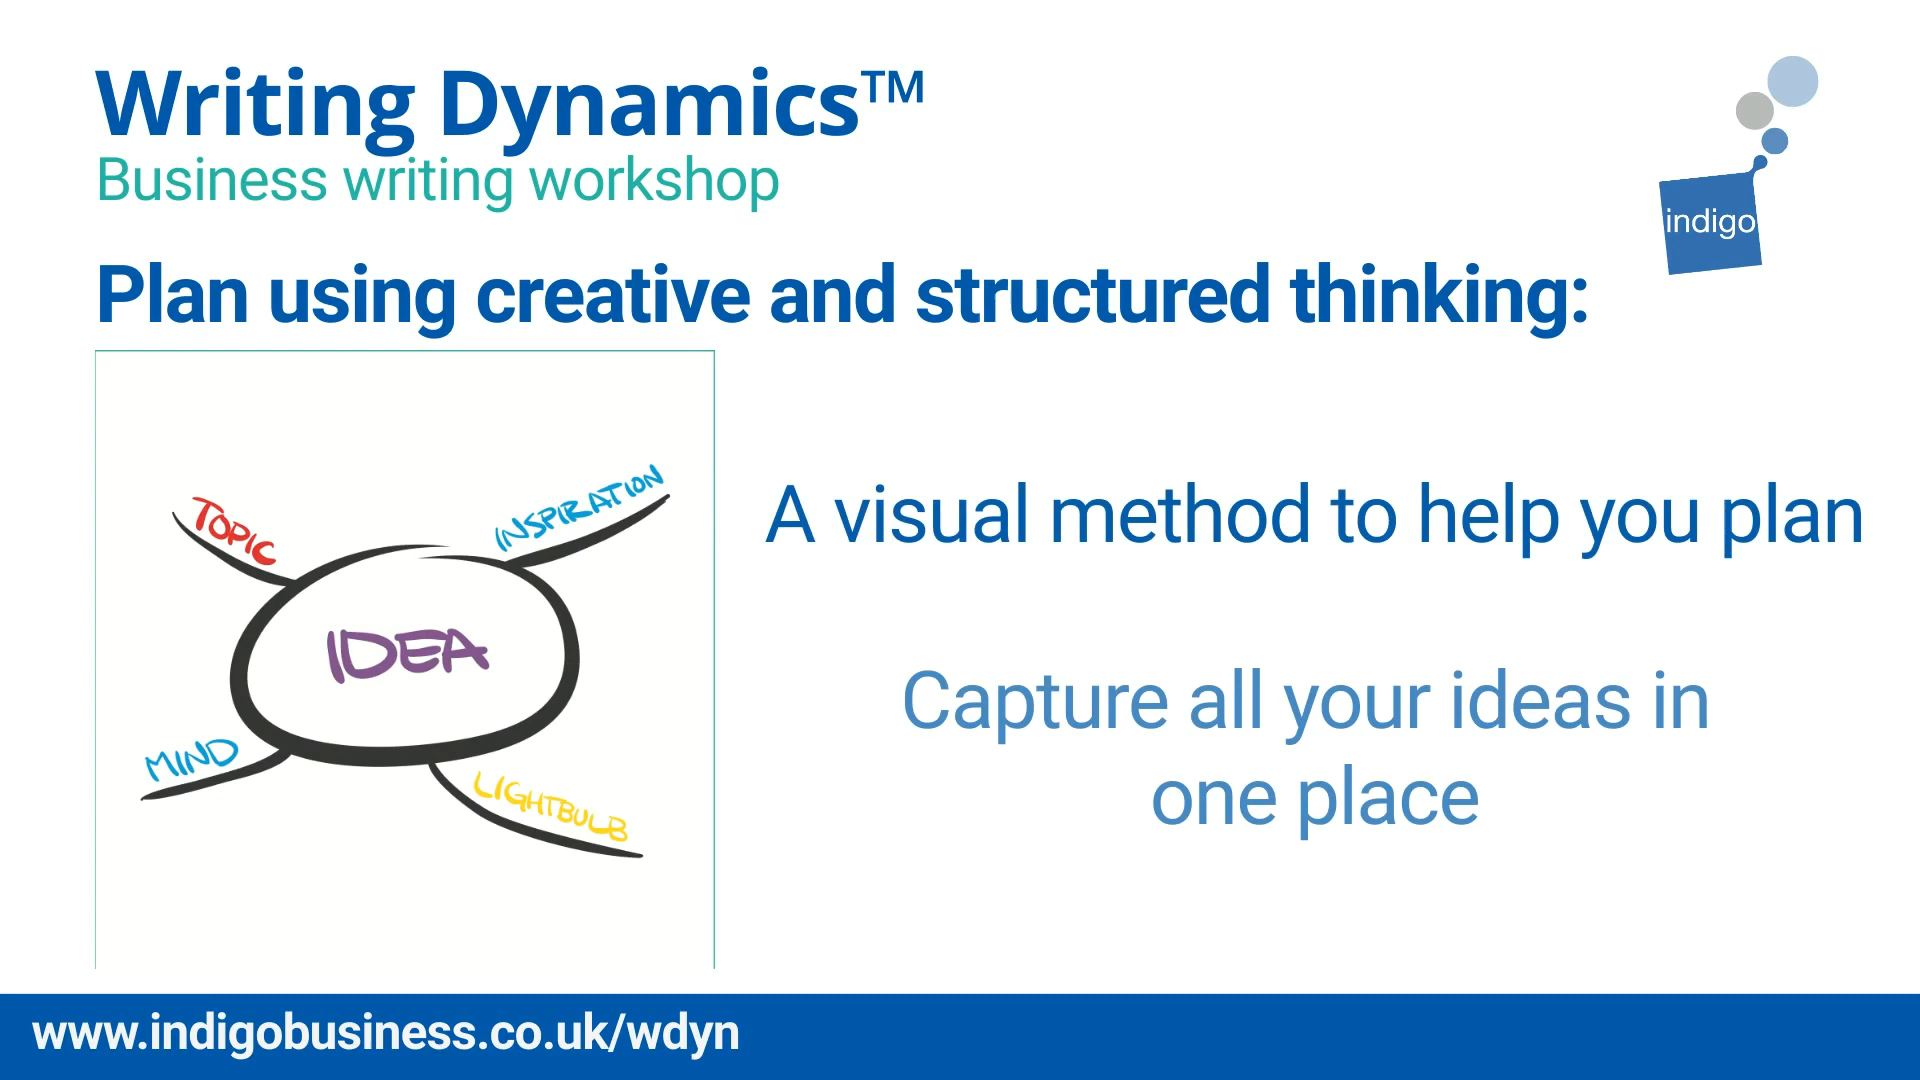 Writing Dynamics™
Business writing workshop
indigo
Plan using creative and structured thinking:
TOPIC
INSPIRATION
IDEA
MIND
LIGHTBULB
A visual method to help you plan
Capture all your ideas in
one place
www.indigobusiness.co.uk/wdyn